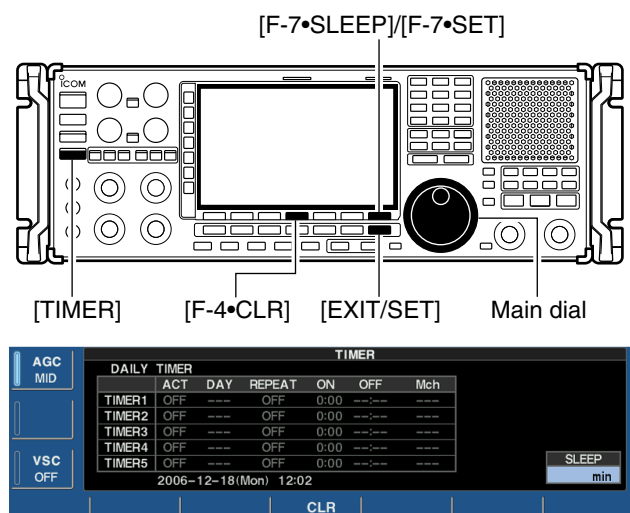 [F-7•SLEEP]/[F-7•SET]
ICOM
[TIMER] [F-4•CLR] [EXIT/SET] Main dial
AGC
MID
VSC
OFF
TIMER
DAILY TIMER
ACT DAY REPEAT ON OFF Mch
TIMER1 OFF --- OFF 0:00 --:-- ---
TIMER2 OFF --- OFF 0:00 --:-- ---
TIMER3 OFF --- OFF 0:00 --:-- ---
TIMER4 OFF --- OFF 0:00 --:-- ---
TIMER5 OFF --- OFF 0:00 --:-- ---
2006-12-18(Mon) 12:02
SLEEP
min
CLR